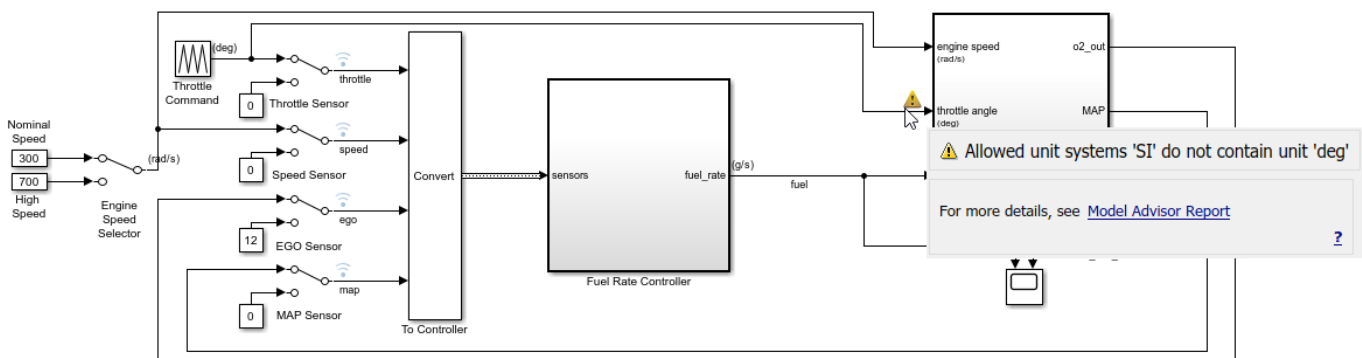 (deg)
Throttle
Command
0
throttle
Throttle Sensor
Nominal
Speed
300
700
High
Speed
(rad/s)
Engine
Speed
Selector
speed
0
Speed Sensor
ego
12
EGO Sensor
map
0
MAP Sensor
Convert
To Controller
sensors
fuel_rate
(g/s)
Fuel Rate Controller
fuel
engine speed
(rad/s)
o2_out
throttle angle
(deg)
MAP
Allowed unit systems 'SI' do not contain unit 'deg'
For more details, see Model Advisor Report
?